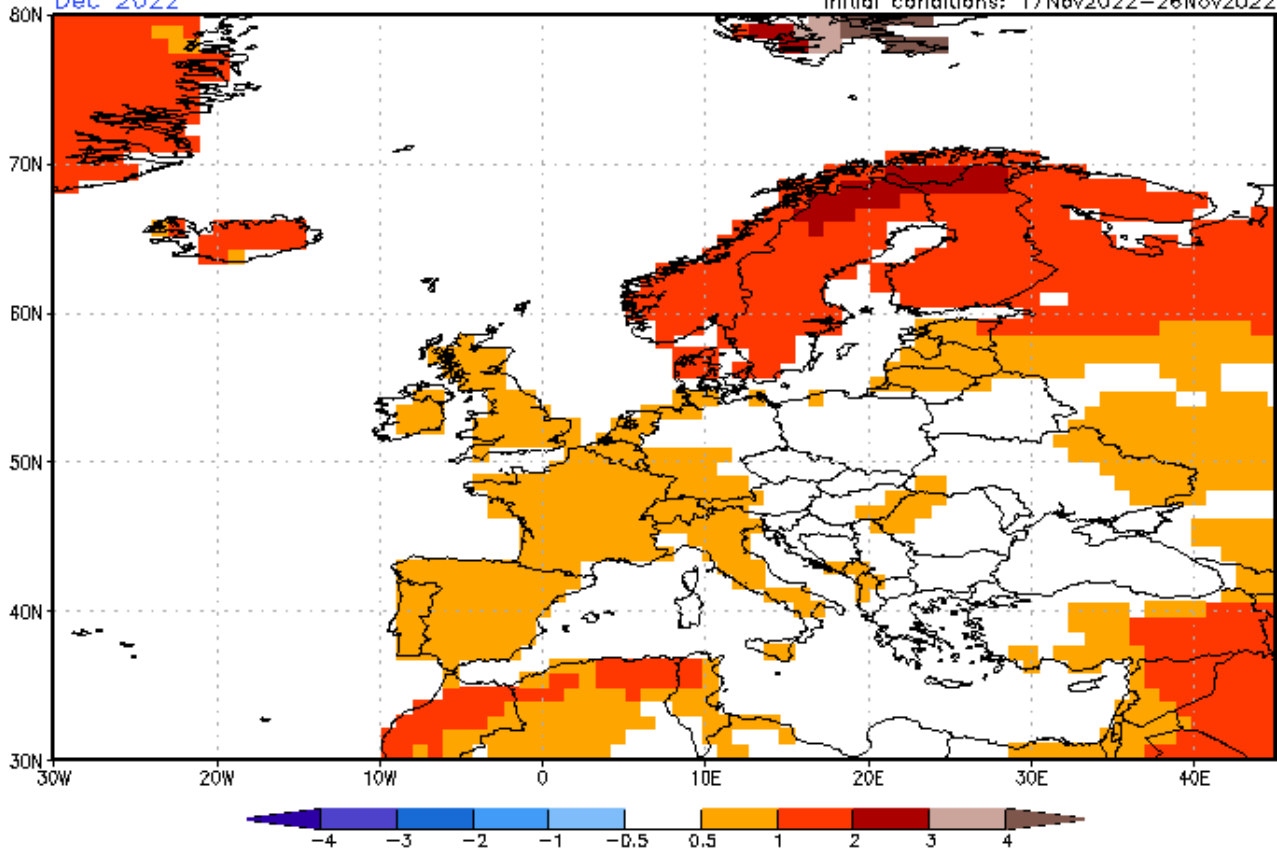 Dec 2022
Initial conditions: 17Nov2022-26Nov2022
80N
70N
60N
50N
40N
30N
30W 20W 10W 0 10E 20E 30E 40E
-4 -3 -2 -1 -0.5 0.5 1 2 3 4